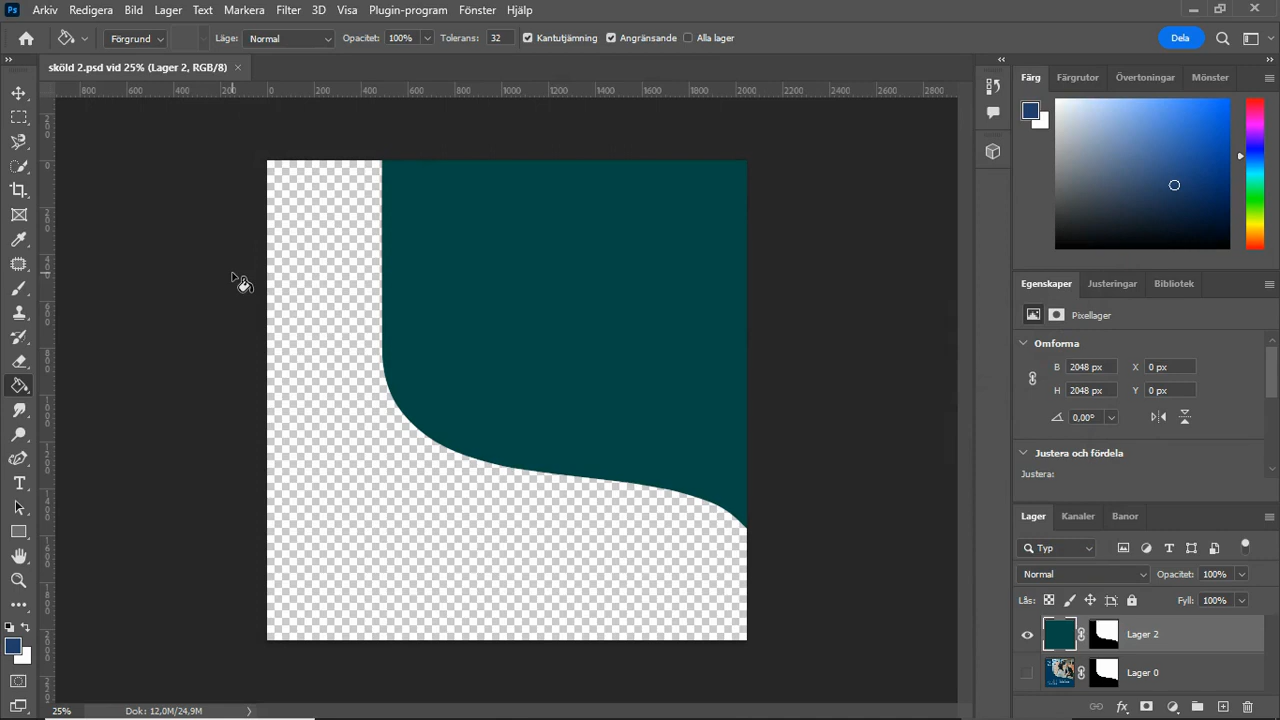 Ps Arkiv Redigera Bild Lager Text Markera Filter 3D Visa Plugin-program Fönster Hjälp
Förgrund Läge: Normal Opacitet: 100% Tolerans: 32 Kantutjämning Angränsande Alla lager Dela
sköld 2.psd vid 25% (Lager 2, RGB/8)
800 600 400 200 0 200 400 600 800 1000 1200 1400 1600 1800 2000 2200 2400 2600 2800
Färg Färgrutor Övertoningar Mönster
Egenskaper Justeringar Bibliotek
Pixellager
Omforma
B 2048 px X 0 px
H 2048 px Y 0 px
0,00°
Justera och fördela
Justera:
Lager Kanaler Banor
Typ
Normal Opacitet: 100%
Lås: Fyll: 100%
Lager 2
Lager 0
25% Dok: 12,0M/24,9M